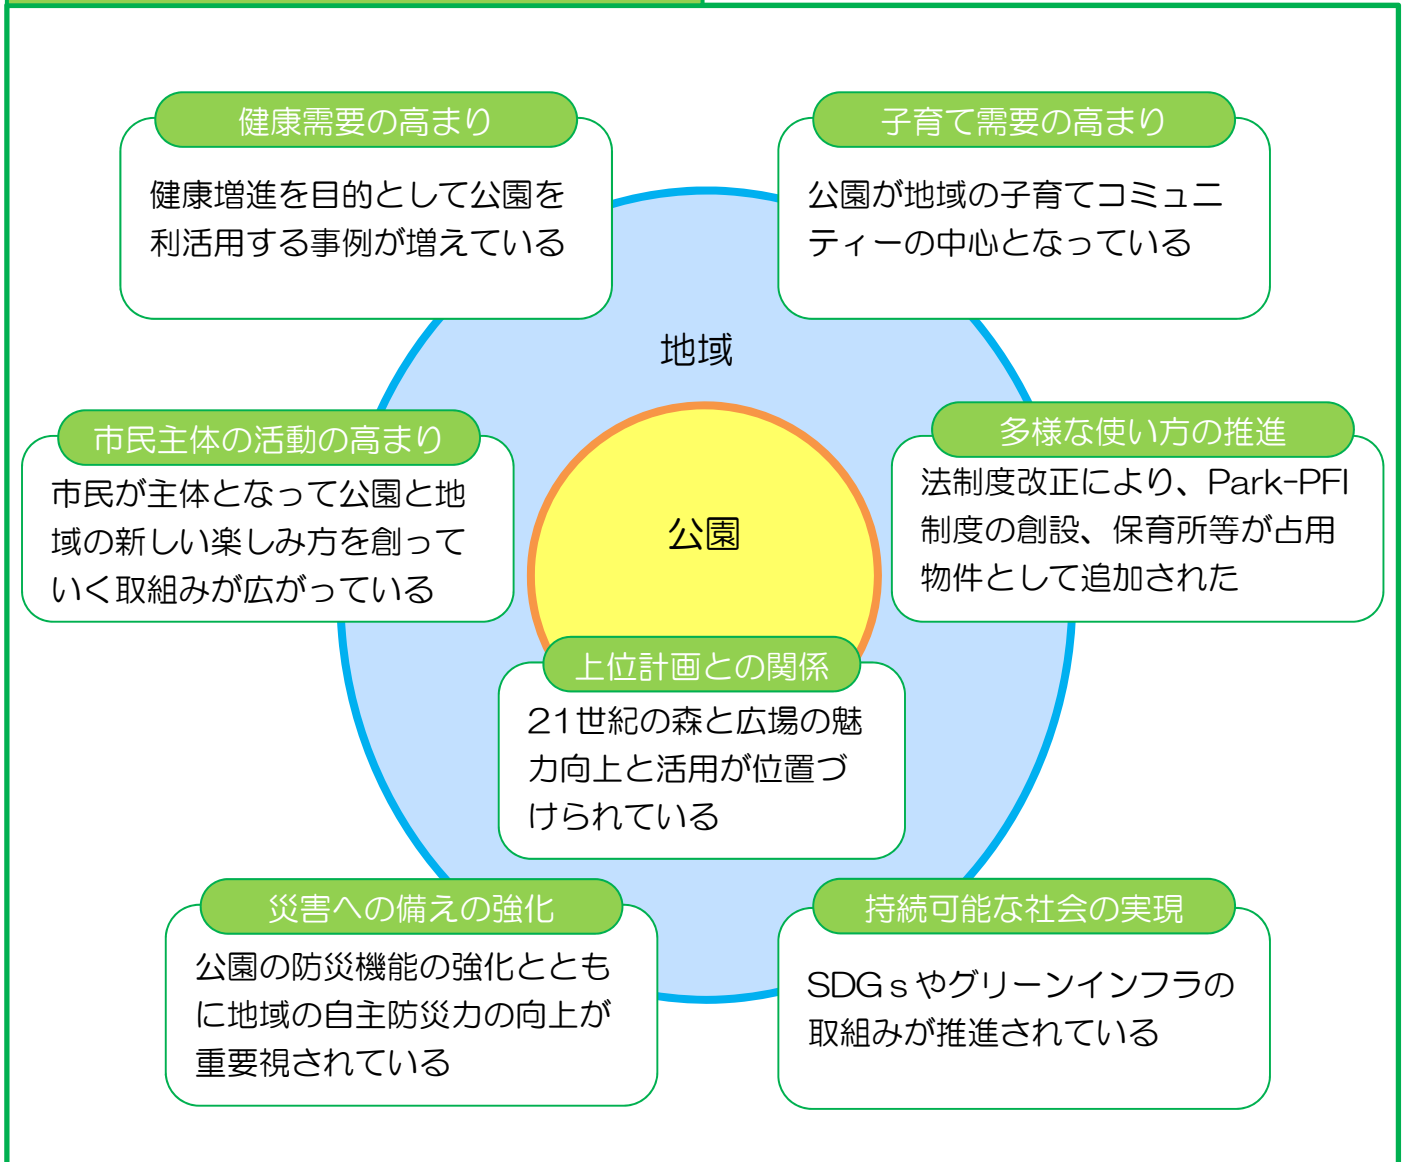 健康需要の高まり
健康増進を目的として公園を
利活用する事例が増えている
子育て需要の高まり
公園が地域の子育てコミュニ
ティーの中心となっている
地域
市民主体の活動の高まり
市民が主体となって公園と地
域の新しい楽しみ方を創って
いく取組みが広がっている
公園
多様な使い方の推進
法制度改正により、Park-PFI
制度の創設、保育所等が占用
物件として追加された
上位計画との関係
21世紀の森と広場の魅
力向上と活用が位置づ
けられている
災害への備えの強化
公園の防災機能の強化ととも
に地域の自主防災力の向上が
重要視されている
持続可能な社会の実現
SDGｓやグリーンインフラの
取組みが推進されている